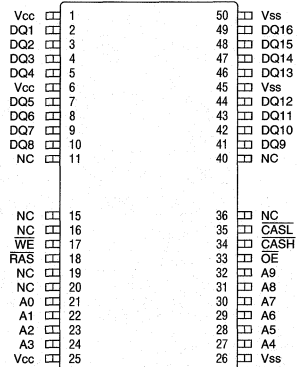 Vcc 1 50 Vss
DQ1 2 49 DQ16
DQ2 3 48 DQ15
DQ3 4 47 DQ14
DQ4 5 46 DQ13
Vcc 6 45 Vss
DQ5 7 44 DQ12
DQ6 8 43 DQ11
DQ7 9 42 DQ10
DQ8 10 41 DQ9
NC 11 40 NC
NC 15 36 NC
NC 16 35 CASL
WE 17 34 CASH
RAS 18 33 OE
NC 19 32 A9
NC 20 31 A8
A0 21 30 A7
A1 22 29 A6
A2 23 28 A5
A3 24 27 A4
Vcc 25 26 Vss